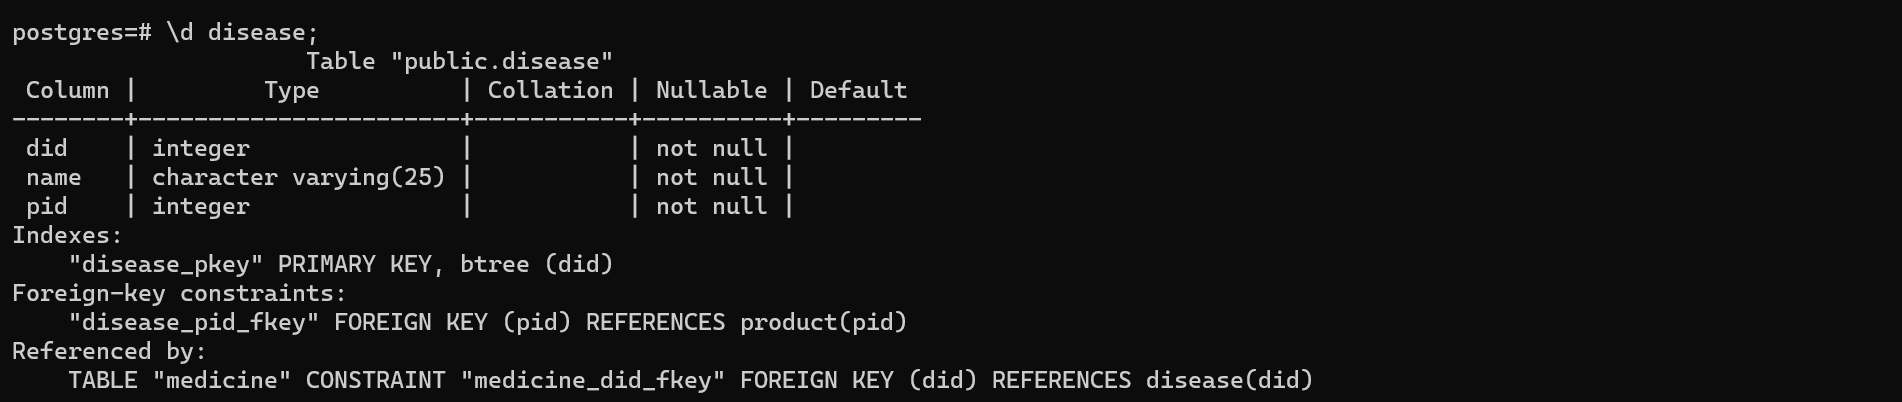 postgres=# \d disease;
                     Table "public.disease"
 Column |         Type          | Collation | Nullable | Default
--------+-----------------------+-----------+----------+---------
 did    | integer               |           | not null |
 name   | character varying(25) |           | not null |
 pid    | integer               |           | not null |
Indexes:
    "disease_pkey" PRIMARY KEY, btree (did)
Foreign-key constraints:
    "disease_pid_fkey" FOREIGN KEY (pid) REFERENCES product(pid)
Referenced by:
    TABLE "medicine" CONSTRAINT "medicine_did_fkey" FOREIGN KEY (did) REFERENCES disease(did)